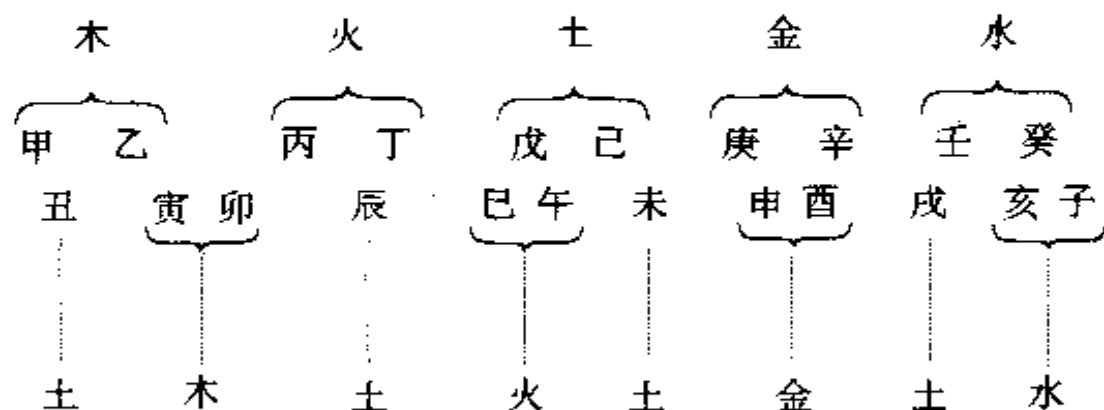 木 火 土 金 水
甲 乙 丙 丁 戊 己 庚 辛 壬 癸
丑 寅 卯 辰 巳 午 未 申 酉 戌 亥 子
土 木 土 火 土 金 土 水